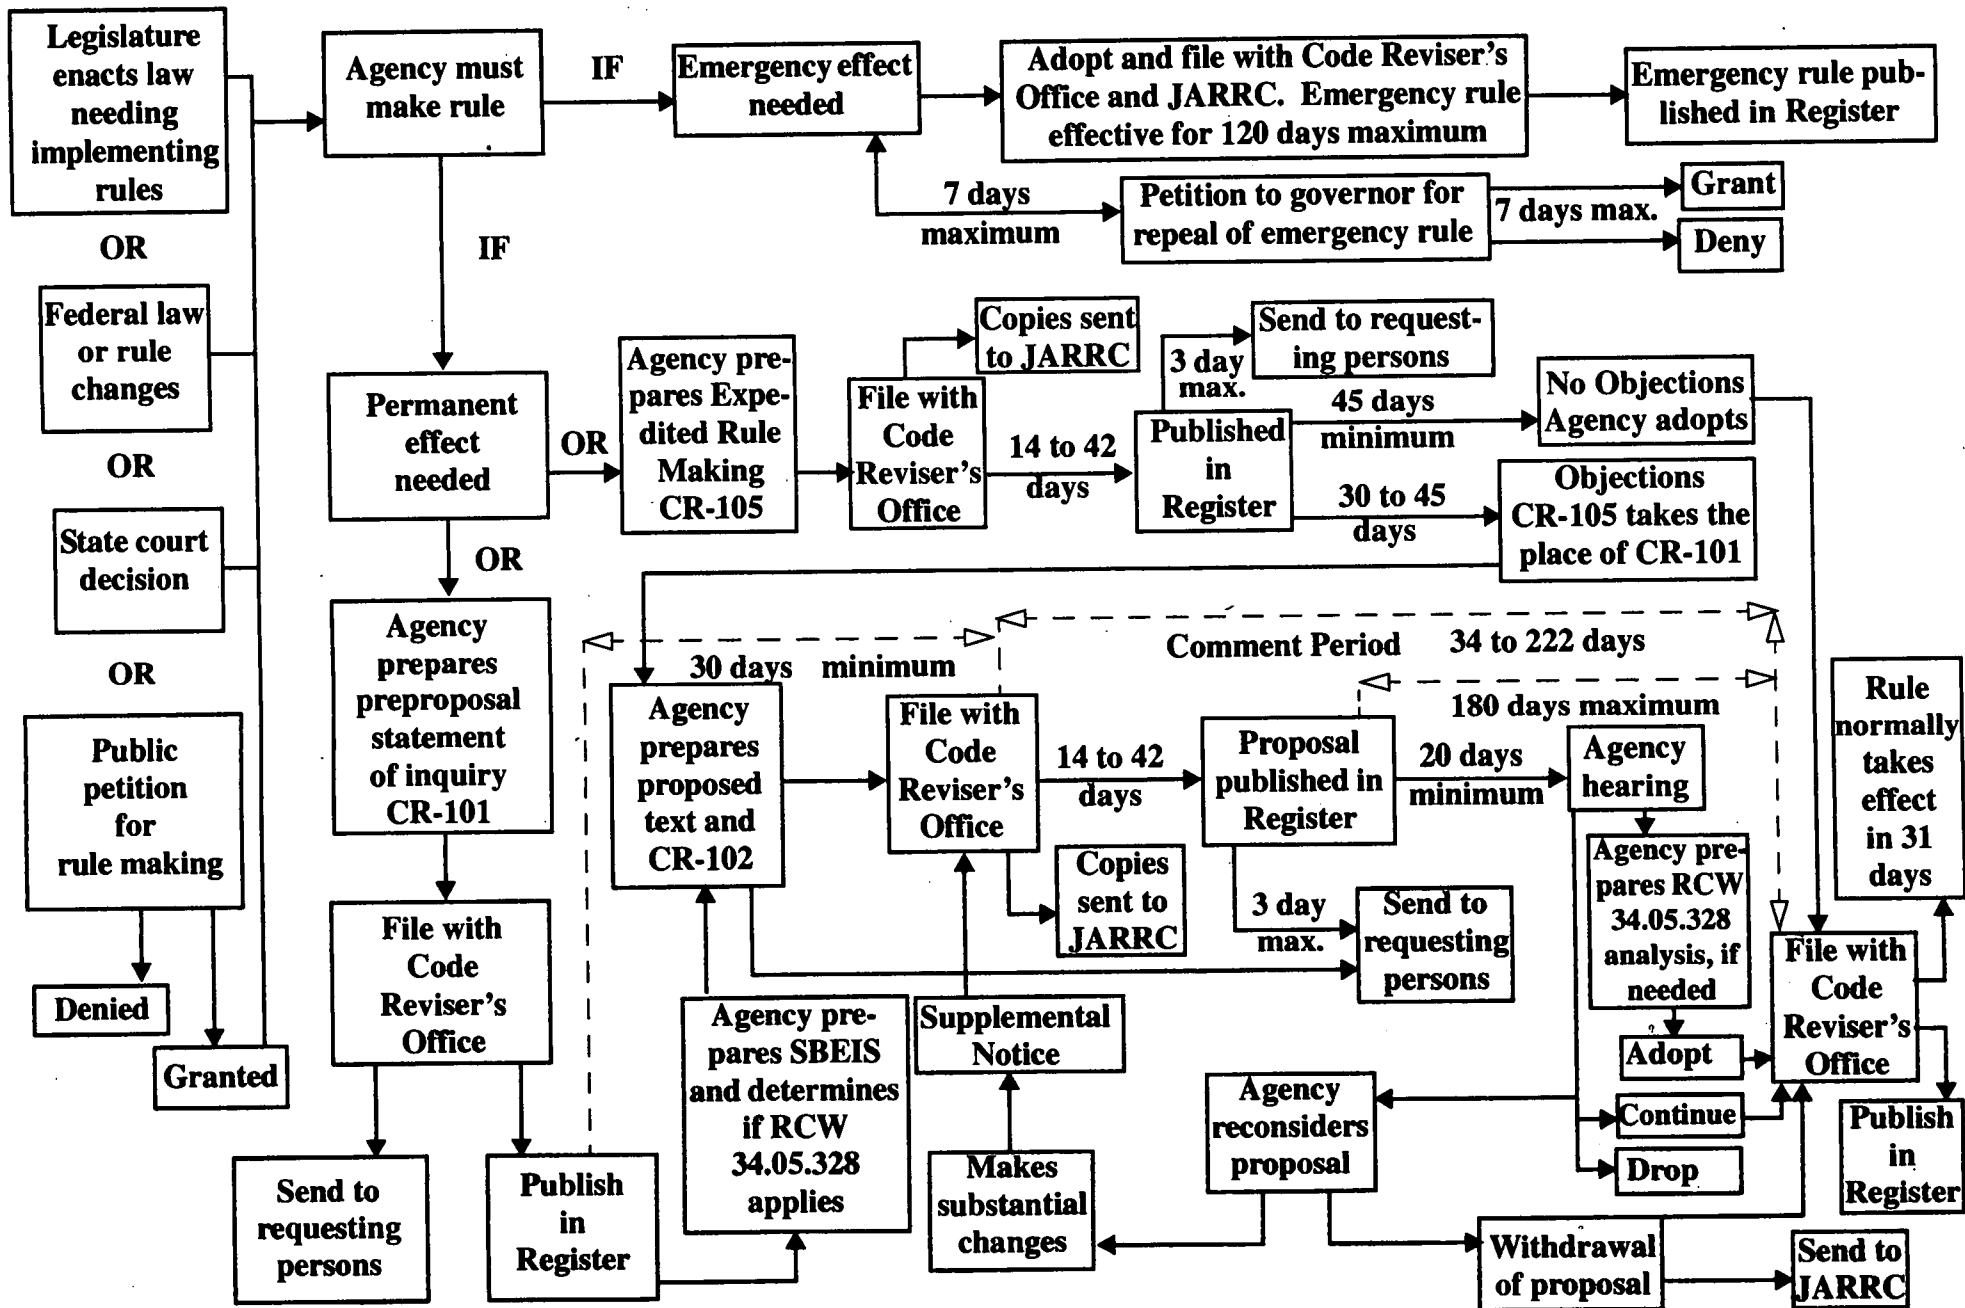 Legislature
enacts law
needing
implementing
rules
OR
Federal law
or rule
changes
OR
State court
decision
OR
Public
petition
for
rule making
Denied
Granted
Agency must
make rule
IF
Emergency effect
needed
Adopt and file with Code Reviser's
Office and JARRC. Emergency rule
effective for 120 days maximum
Emergency rule pub-
lished in Register
7 days
maximum
Petition to governor for
repeal of emergency rule
7 days max.
Grant
Deny
IF
Permanent
effect
needed
OR
Agency pre-
pares Expe-
dited Rule
Making
CR-105
File with
Code
Reviser's
Office
Copies sent
to JARRC
14 to 42
days
Published
in
Register
3 day
max.
Send to request-
ing persons
45 days
minimum
No Objections
Agency adopts
30 to 45
days
Objections
CR-105 takes the
place of CR-101
OR
Agency
prepares
preproposal
statement
of inquiry
CR-101
File with
Code
Reviser's
Office
Send to
requesting
persons
Publish
in
Register
30 days minimum
Agency
prepares
proposed
text and
CR-102
Agency pre-
pares SBEIS
and determines
if RCW
34.05.328
applies
File with
Code
Reviser's
Office
Copies
sent to
JARRC
Supplemental
Notice
Makes
substantial
changes
Comment Period 34 to 222 days
14 to 42
days
Proposal
published in
Register
180 days maximum
20 days
minimum
3 day
max.
Send to
requesting
persons
Agency
hearing
Agency pre-
pares RCW
34.05.328
analysis, if
needed
Adopt
Continue
Drop
Agency
reconsiders
proposal
Withdrawal
of proposal
Send to
JARRC
File with
Code
Reviser's
Office
Rule
normally
takes
effect
in 31
days
Publish
in
Register